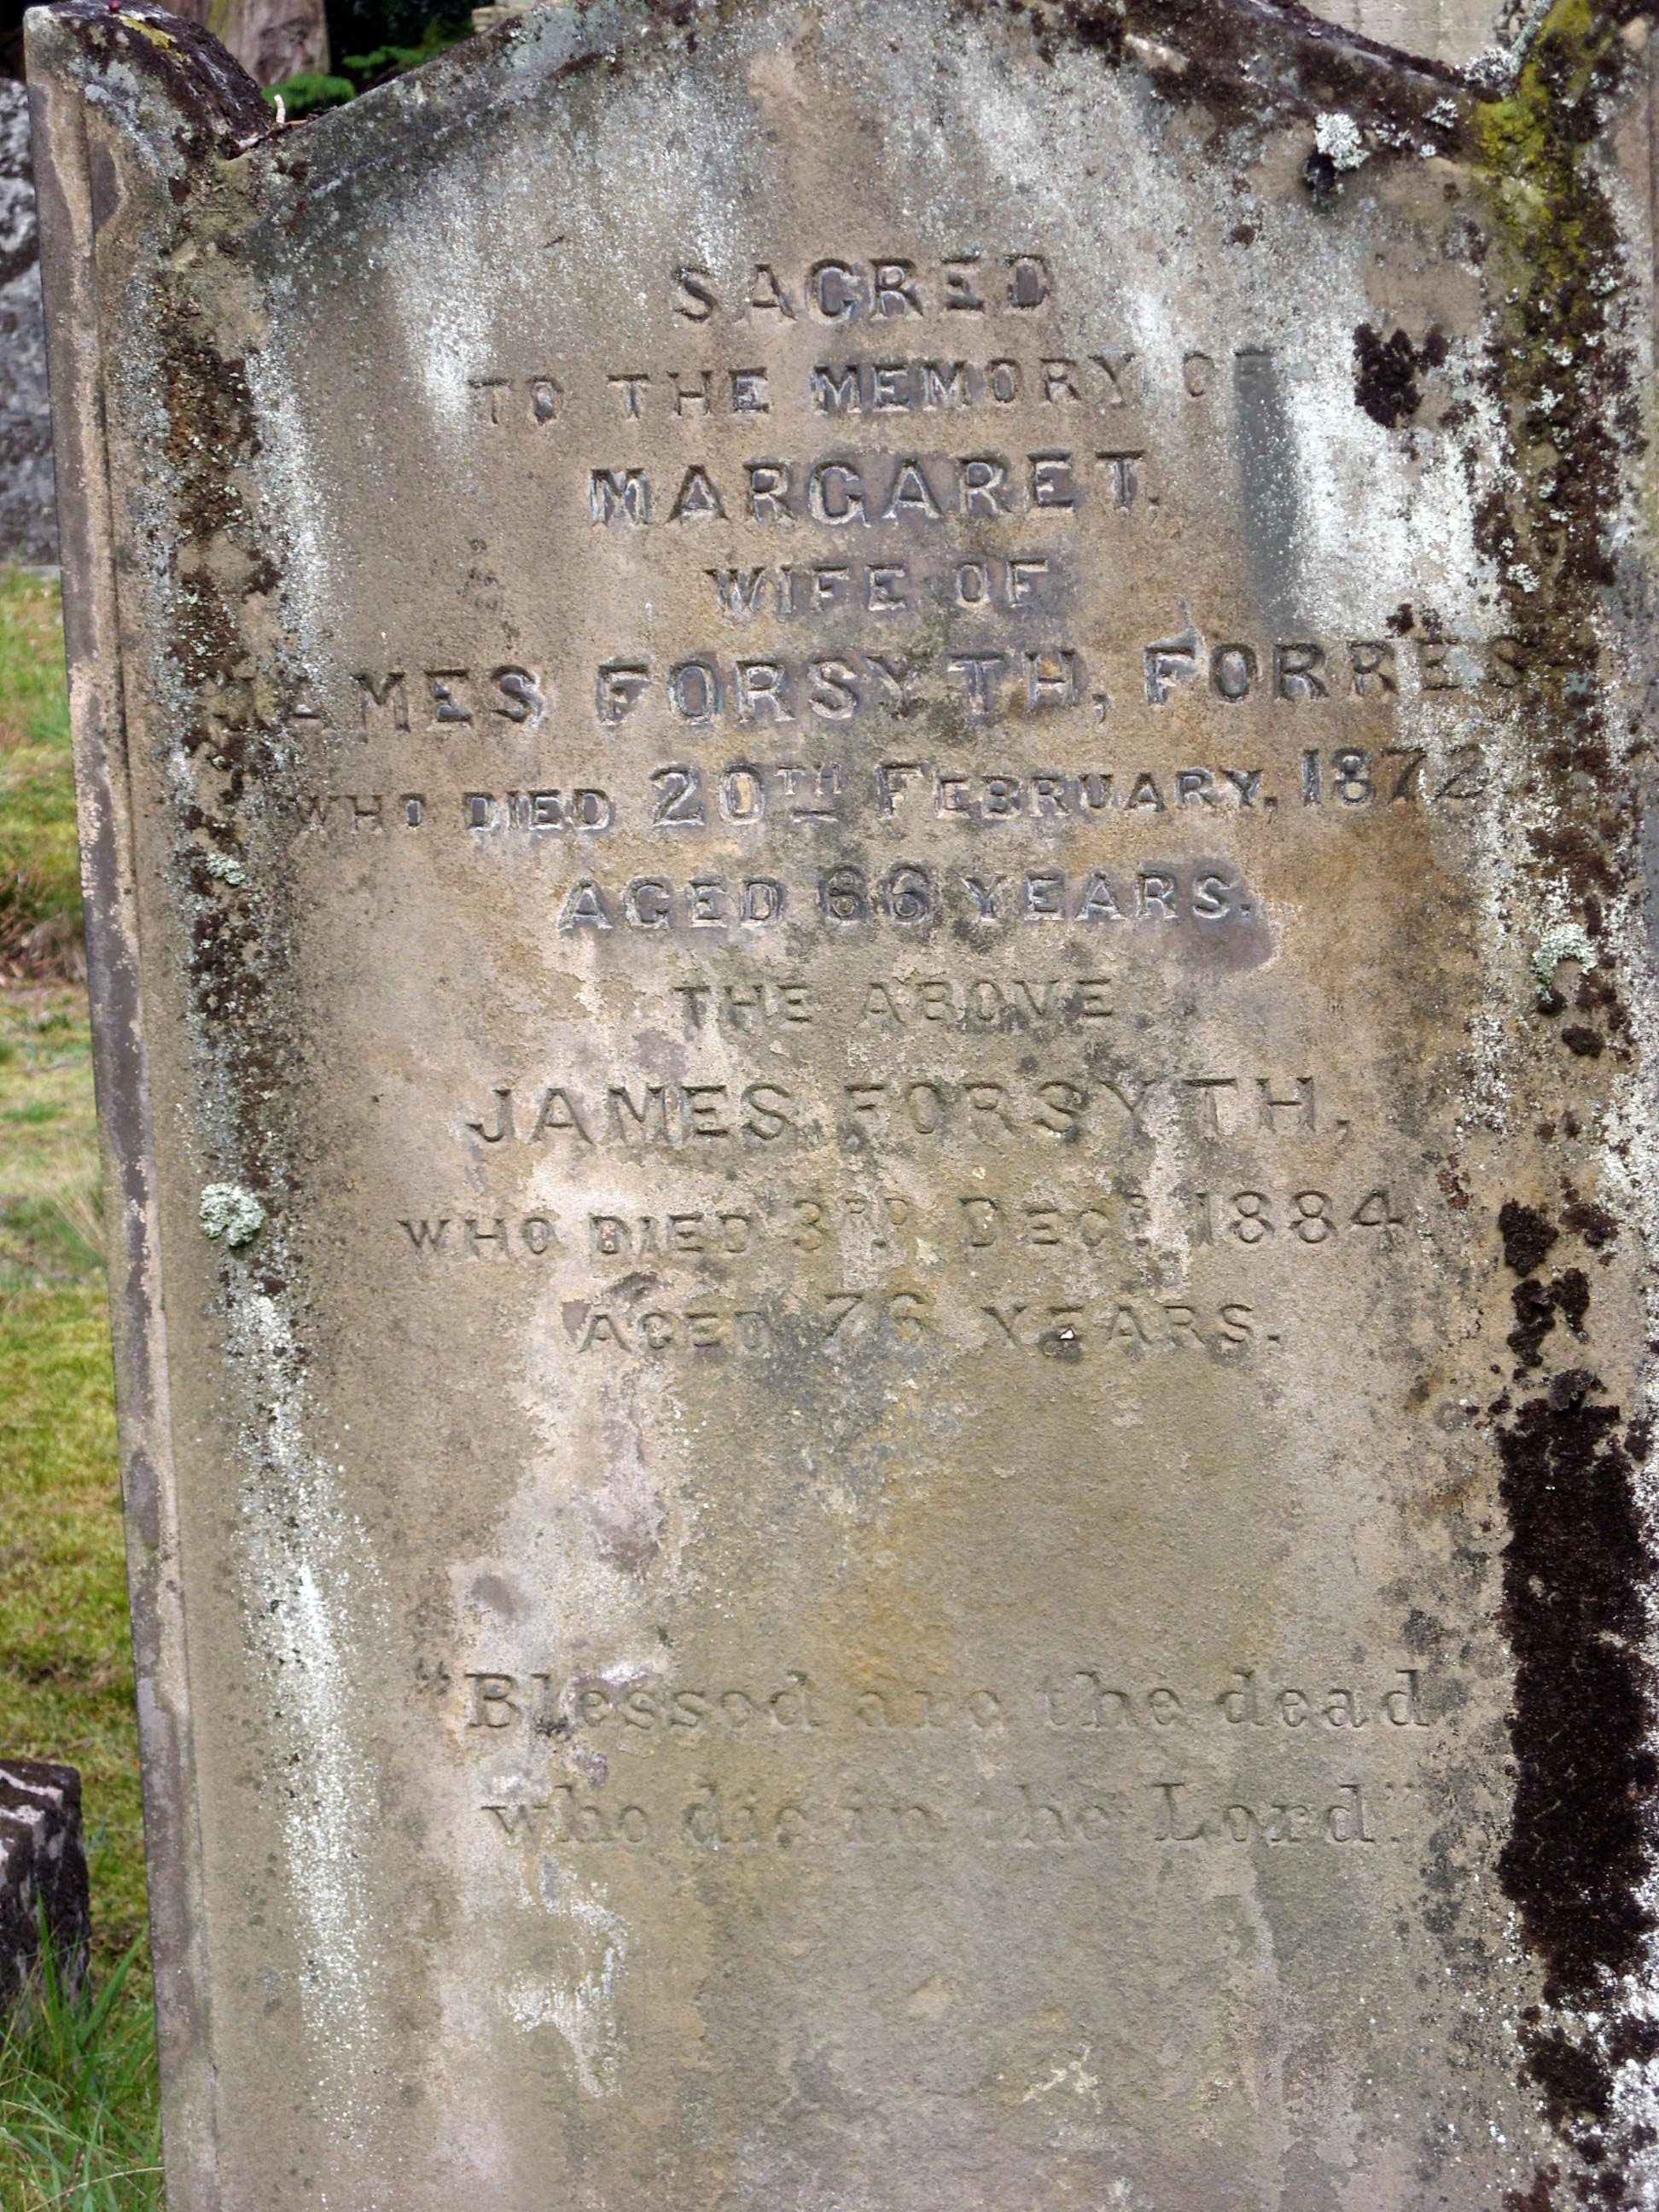 SACRED
TO THE MEMORY OF
MARGARET,
WIFE OF
JAMES FORSYTH, FORRES
WHO DIED 20TH FEBRUARY, 1872
AGED 66 YEARS.
THE ABOVE
JAMES FORSYTH,
WHO DIED 3RD DECR 1884
AGED 76 YEARS.
“Blessed are the dead
who die in the Lord.”